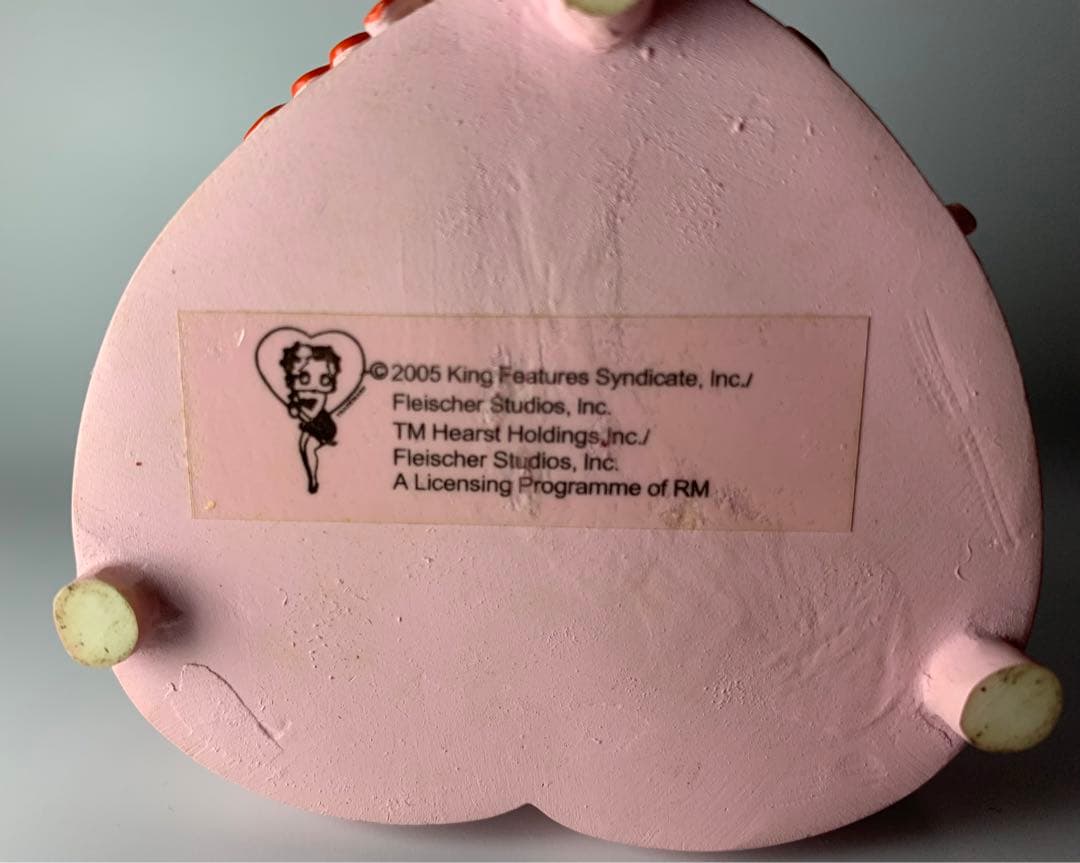 © 2005 King Features Syndicate, Inc./
Fleischer Studios, Inc.
TM Hearst Holdings, Inc./
Fleischer Studios, Inc.
A Licensing Programme of RM